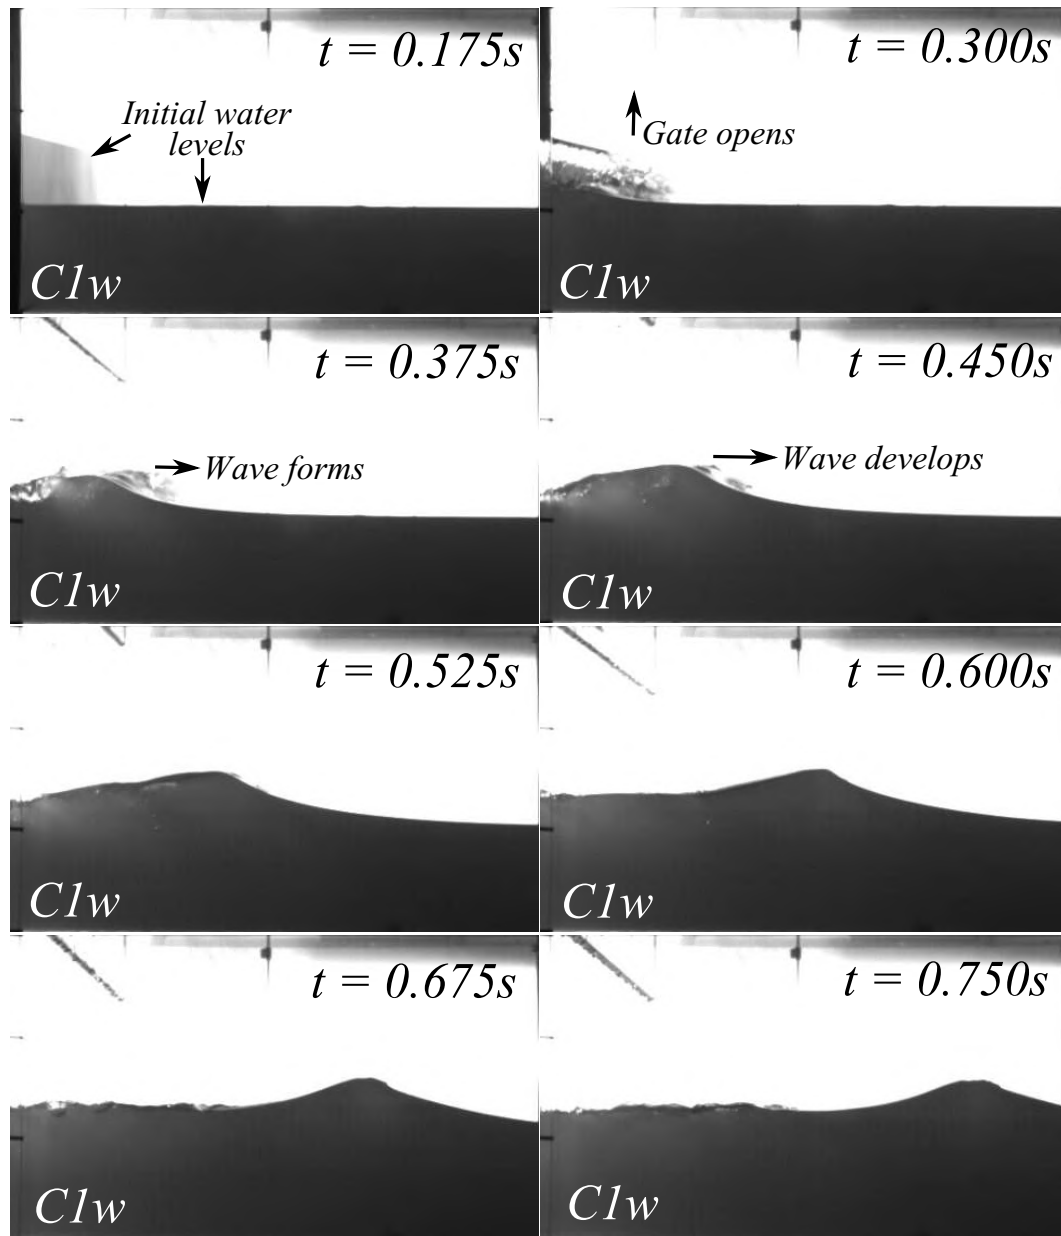 t = 0.175s
Initial water
levels
C1w
t = 0.300s
Gate opens
C1w
t = 0.375s
Wave forms
C1w
t = 0.450s
Wave develops
C1w
t = 0.525s
C1w
t = 0.600s
C1w
t = 0.675s
C1w
t = 0.750s
C1w